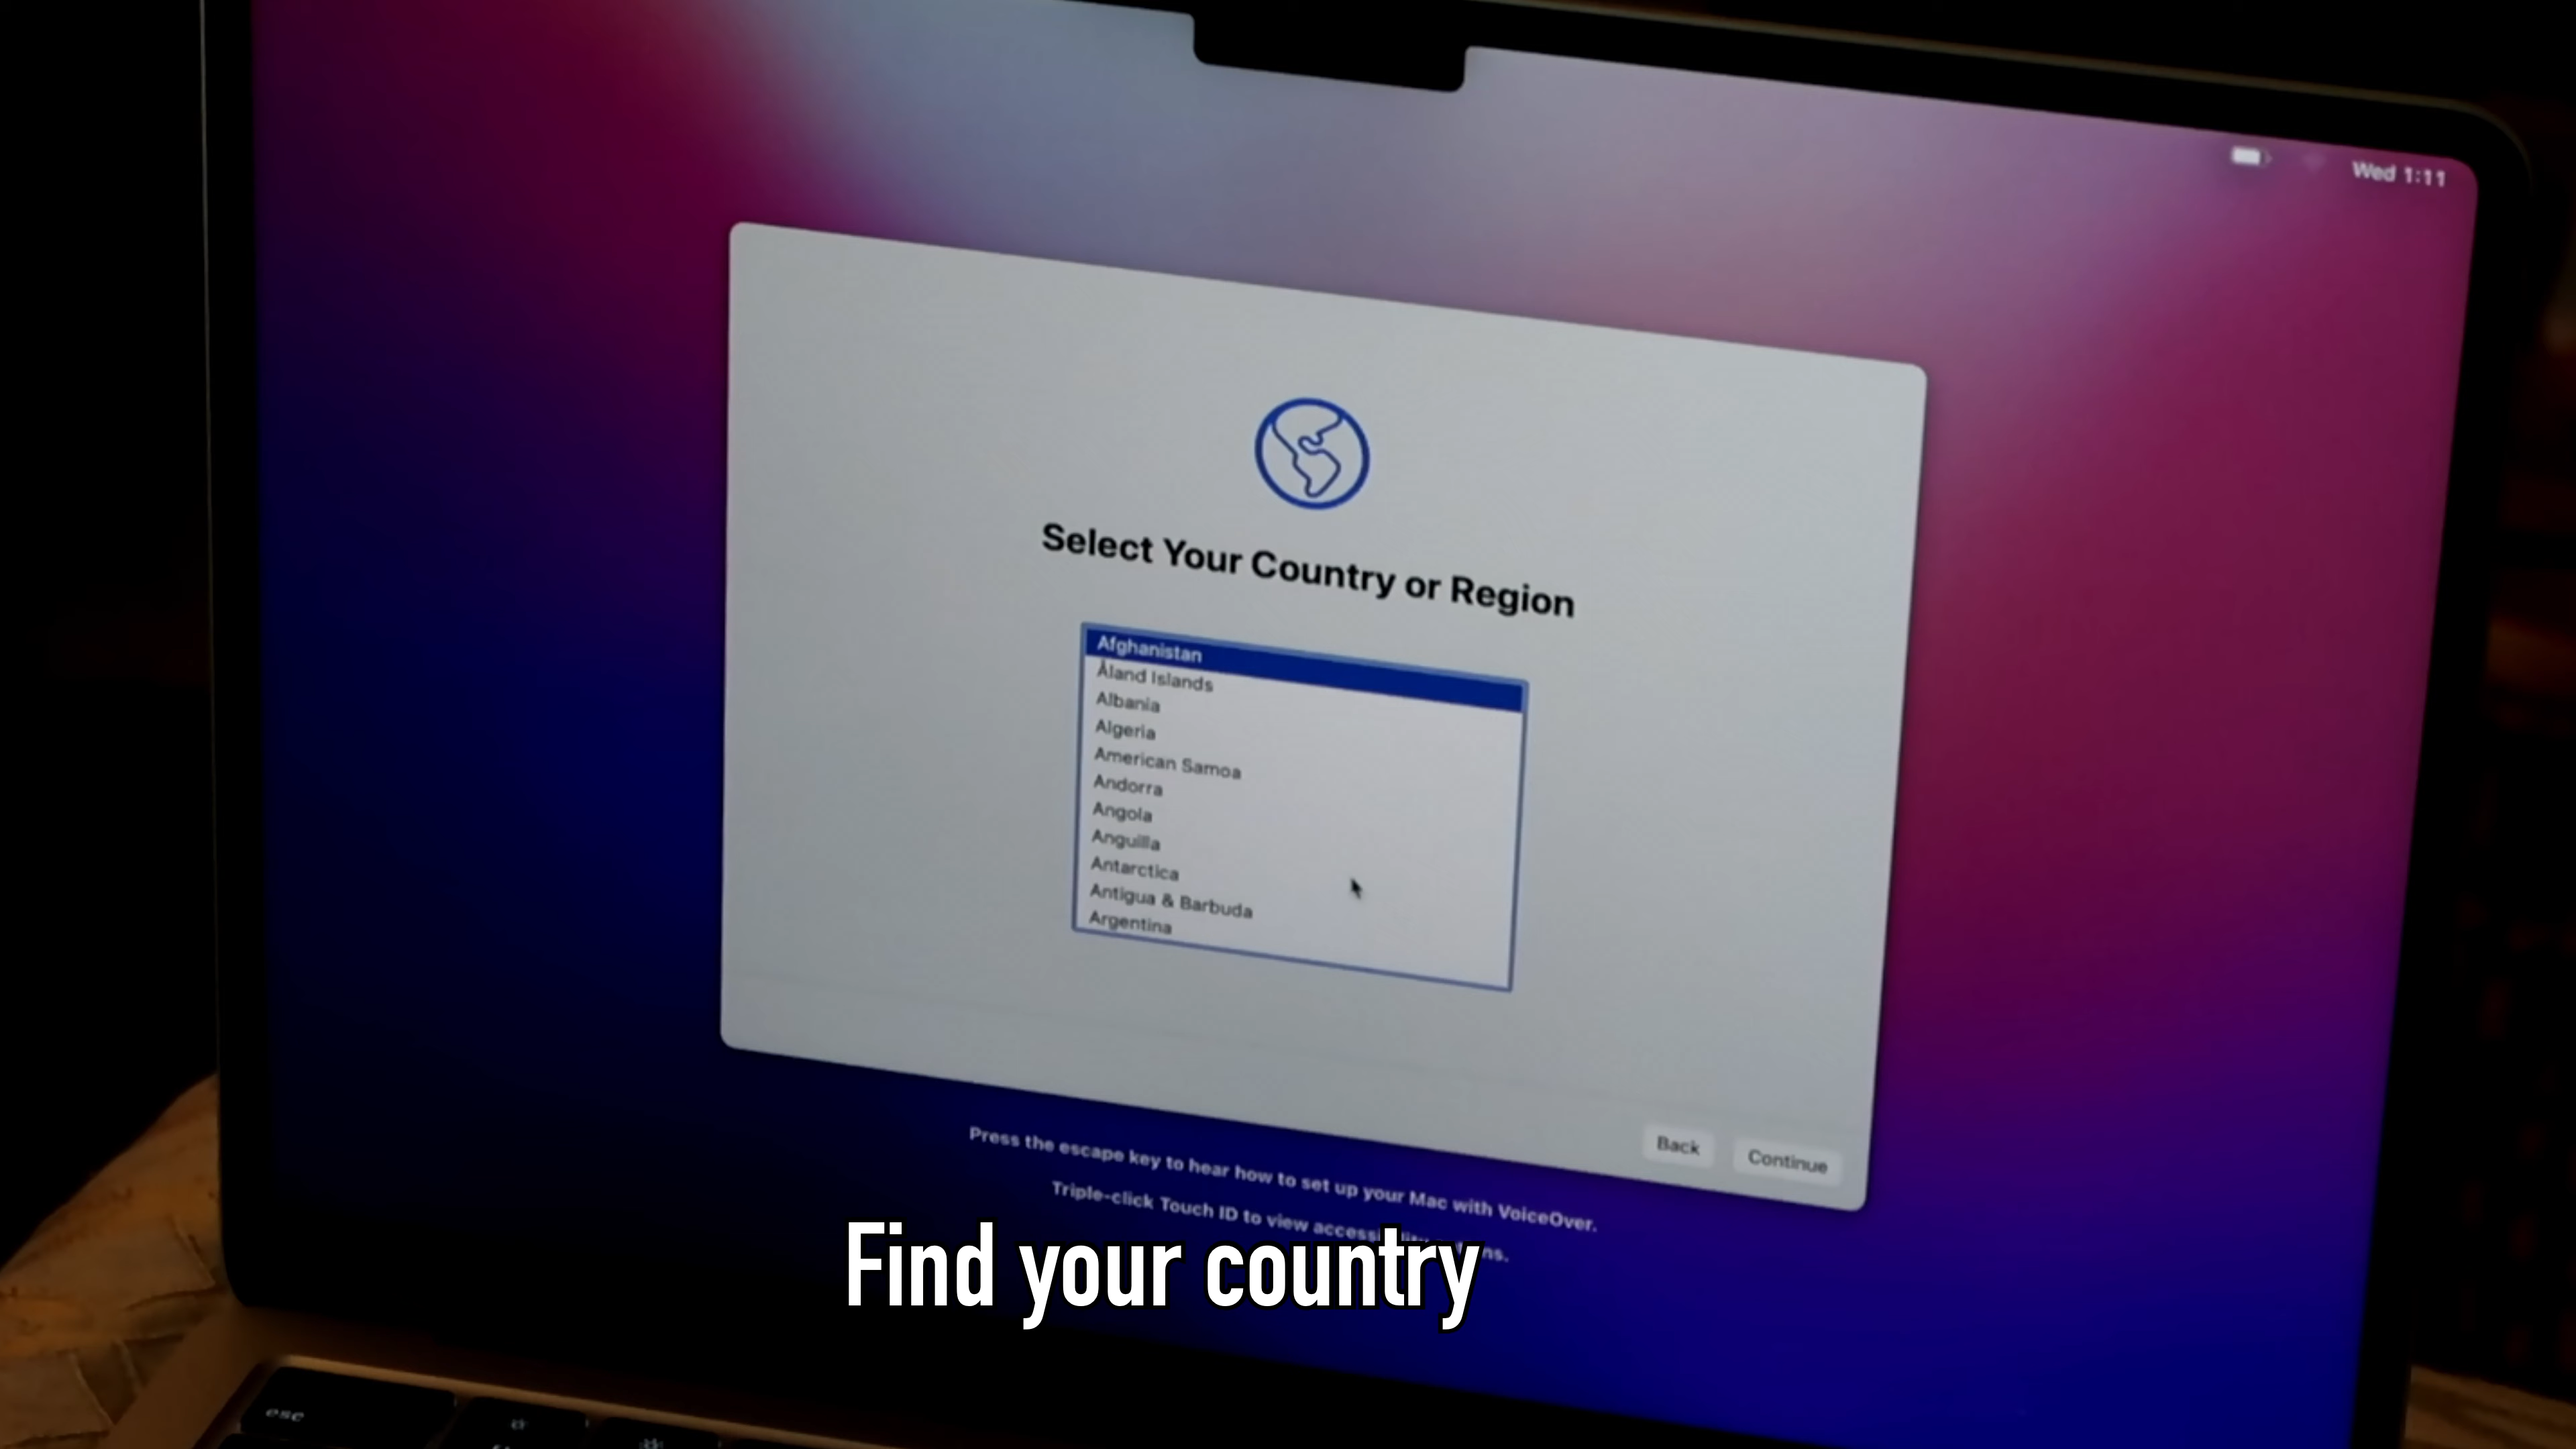 Wed 1:11
Select Your Country or Region
Afghanistan
Åland Islands
Albania
Algeria
American Samoa
Andorra
Angola
Anguilla
Antarctica
Antigua & Barbuda
Argentina
Back
Continue
Press the escape key to hear how to set up your Mac with VoiceOver.
Triple-click Touch ID to view
Find your country
esc